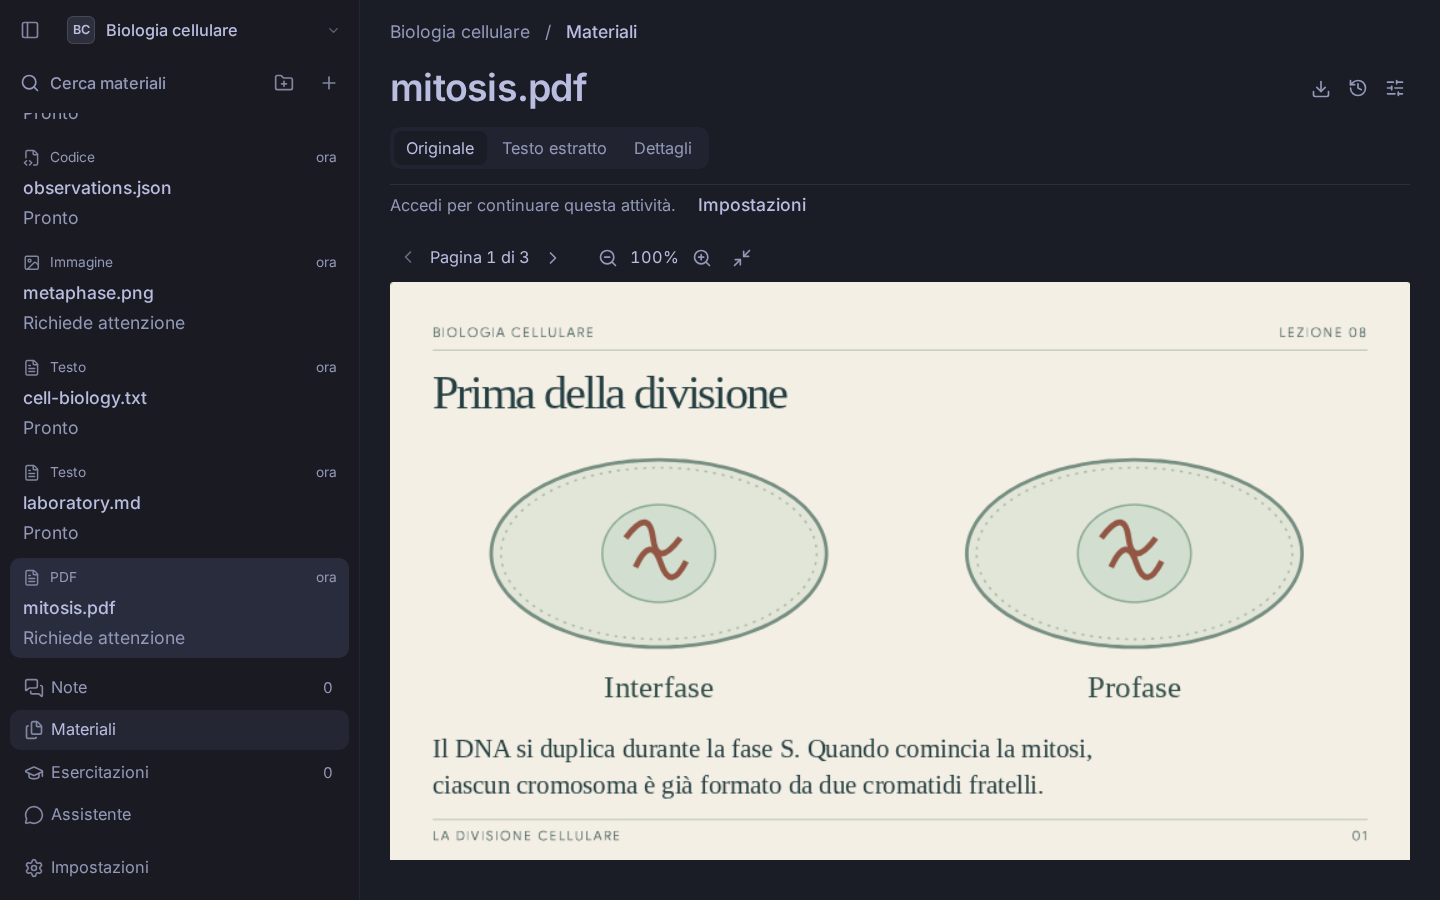 BC Biologia cellulare
Cerca materiali
Pronto
Codice ora
observations.json
Pronto
Immagine ora
metaphase.png
Richiede attenzione
Testo ora
cell-biology.txt
Pronto
Testo ora
laboratory.md
Pronto
PDF ora
mitosis.pdf
Richiede attenzione
Note 0
Materiali
Esercitazioni 0
Assistente
Impostazioni
Biologia cellulare / Materiali
mitosis.pdf
Originale Testo estratto Dettagli
Accedi per continuare questa attività. Impostazioni
Pagina 1 di 3 100%
BIOLOGIA CELLULARE LEZIONE 08
Prima della divisione
Interfase Profase
Il DNA si duplica durante la fase S. Quando comincia la mitosi,
ciascun cromosoma è già formato da due cromatidi fratelli.
LA DIVISIONE CELLULARE 01